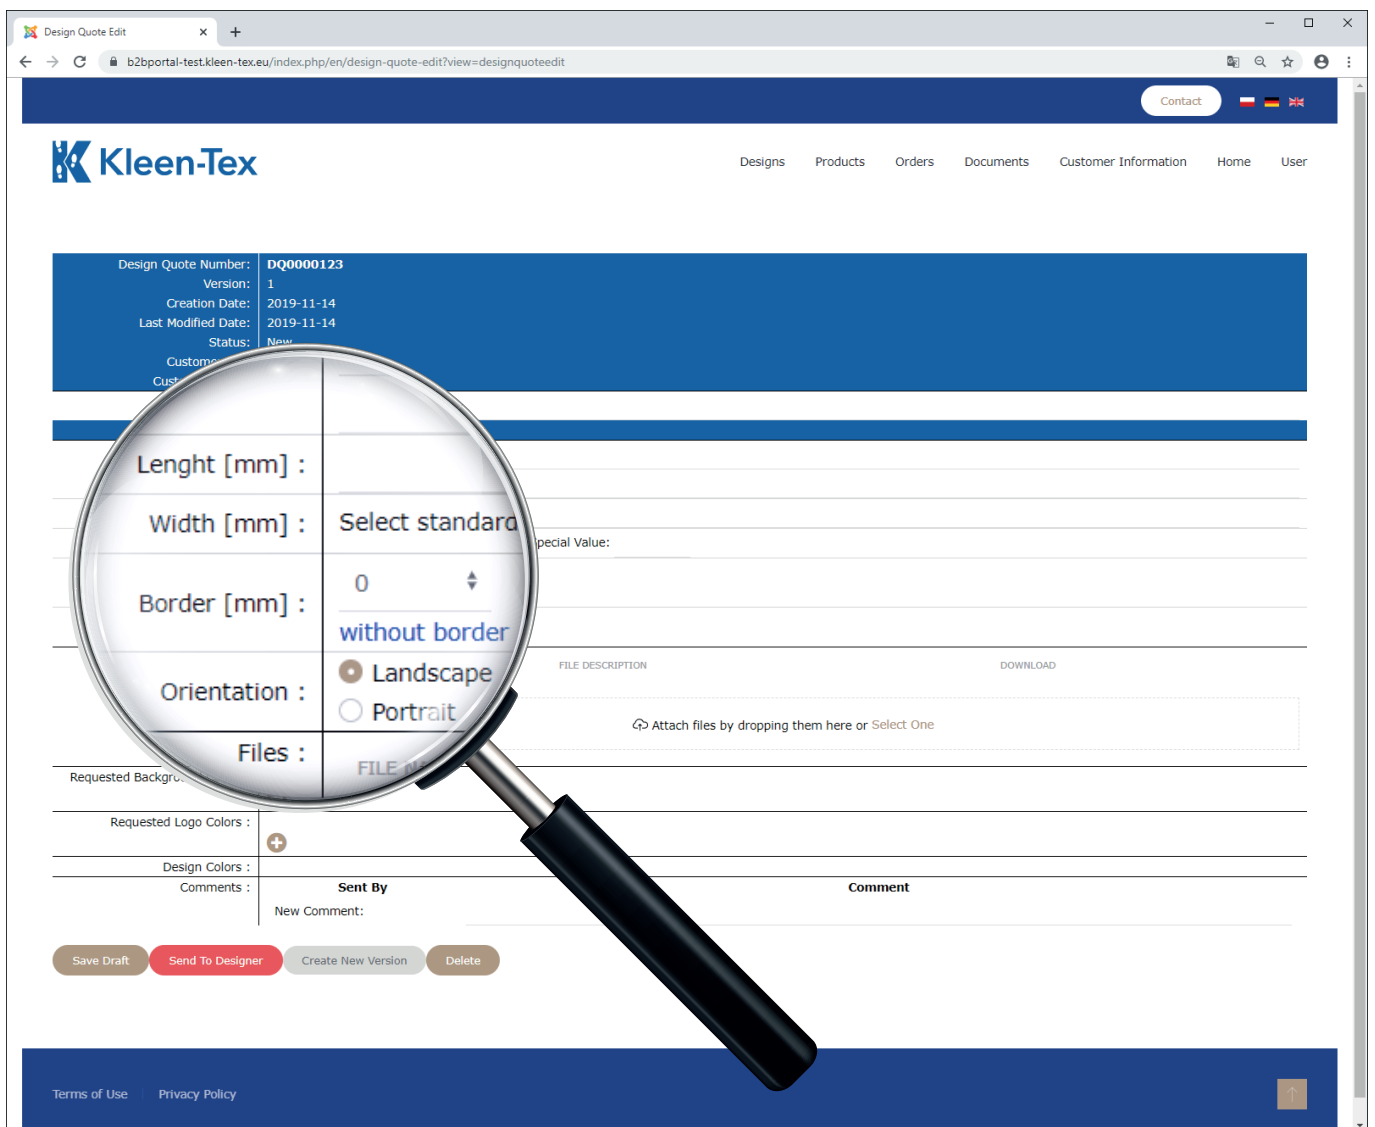 Design Quote Edit
b2bportal-test.kleen-tex.eu/index.php/en/design-quote-edit?view=designquoteedit
Contact
Kleen-Tex
Designs Products Orders Documents Customer Information Home User
Design Quote Number: DQ0000123
Version: 1
Creation Date: 2019-11-14
Last Modified Date: 2019-11-14
Status: New
Lenght [mm] :
Width [mm] : Select standard
Special Value:
Border [mm] : 0
without border
Orientation : Landscape
Portrait
Files :
FILE
FILE DESCRIPTION DOWNLOAD
Attach files by dropping them here or Select One
Requested
Requested Logo Colors :
Design Colors :
Comments : Sent By Comment
New Comment:
Save Draft Send To Designer Create New Version Delete
Terms of Use Privacy Policy